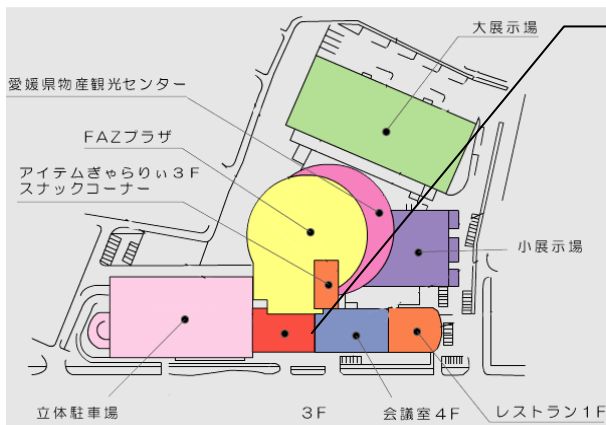 大展示場
愛媛県物産観光センター
FAZプラザ
アイテムぎゃらりぃ3F
スナックコーナー
小展示場
立体駐車場
3F
会議室4F
レストラン1F